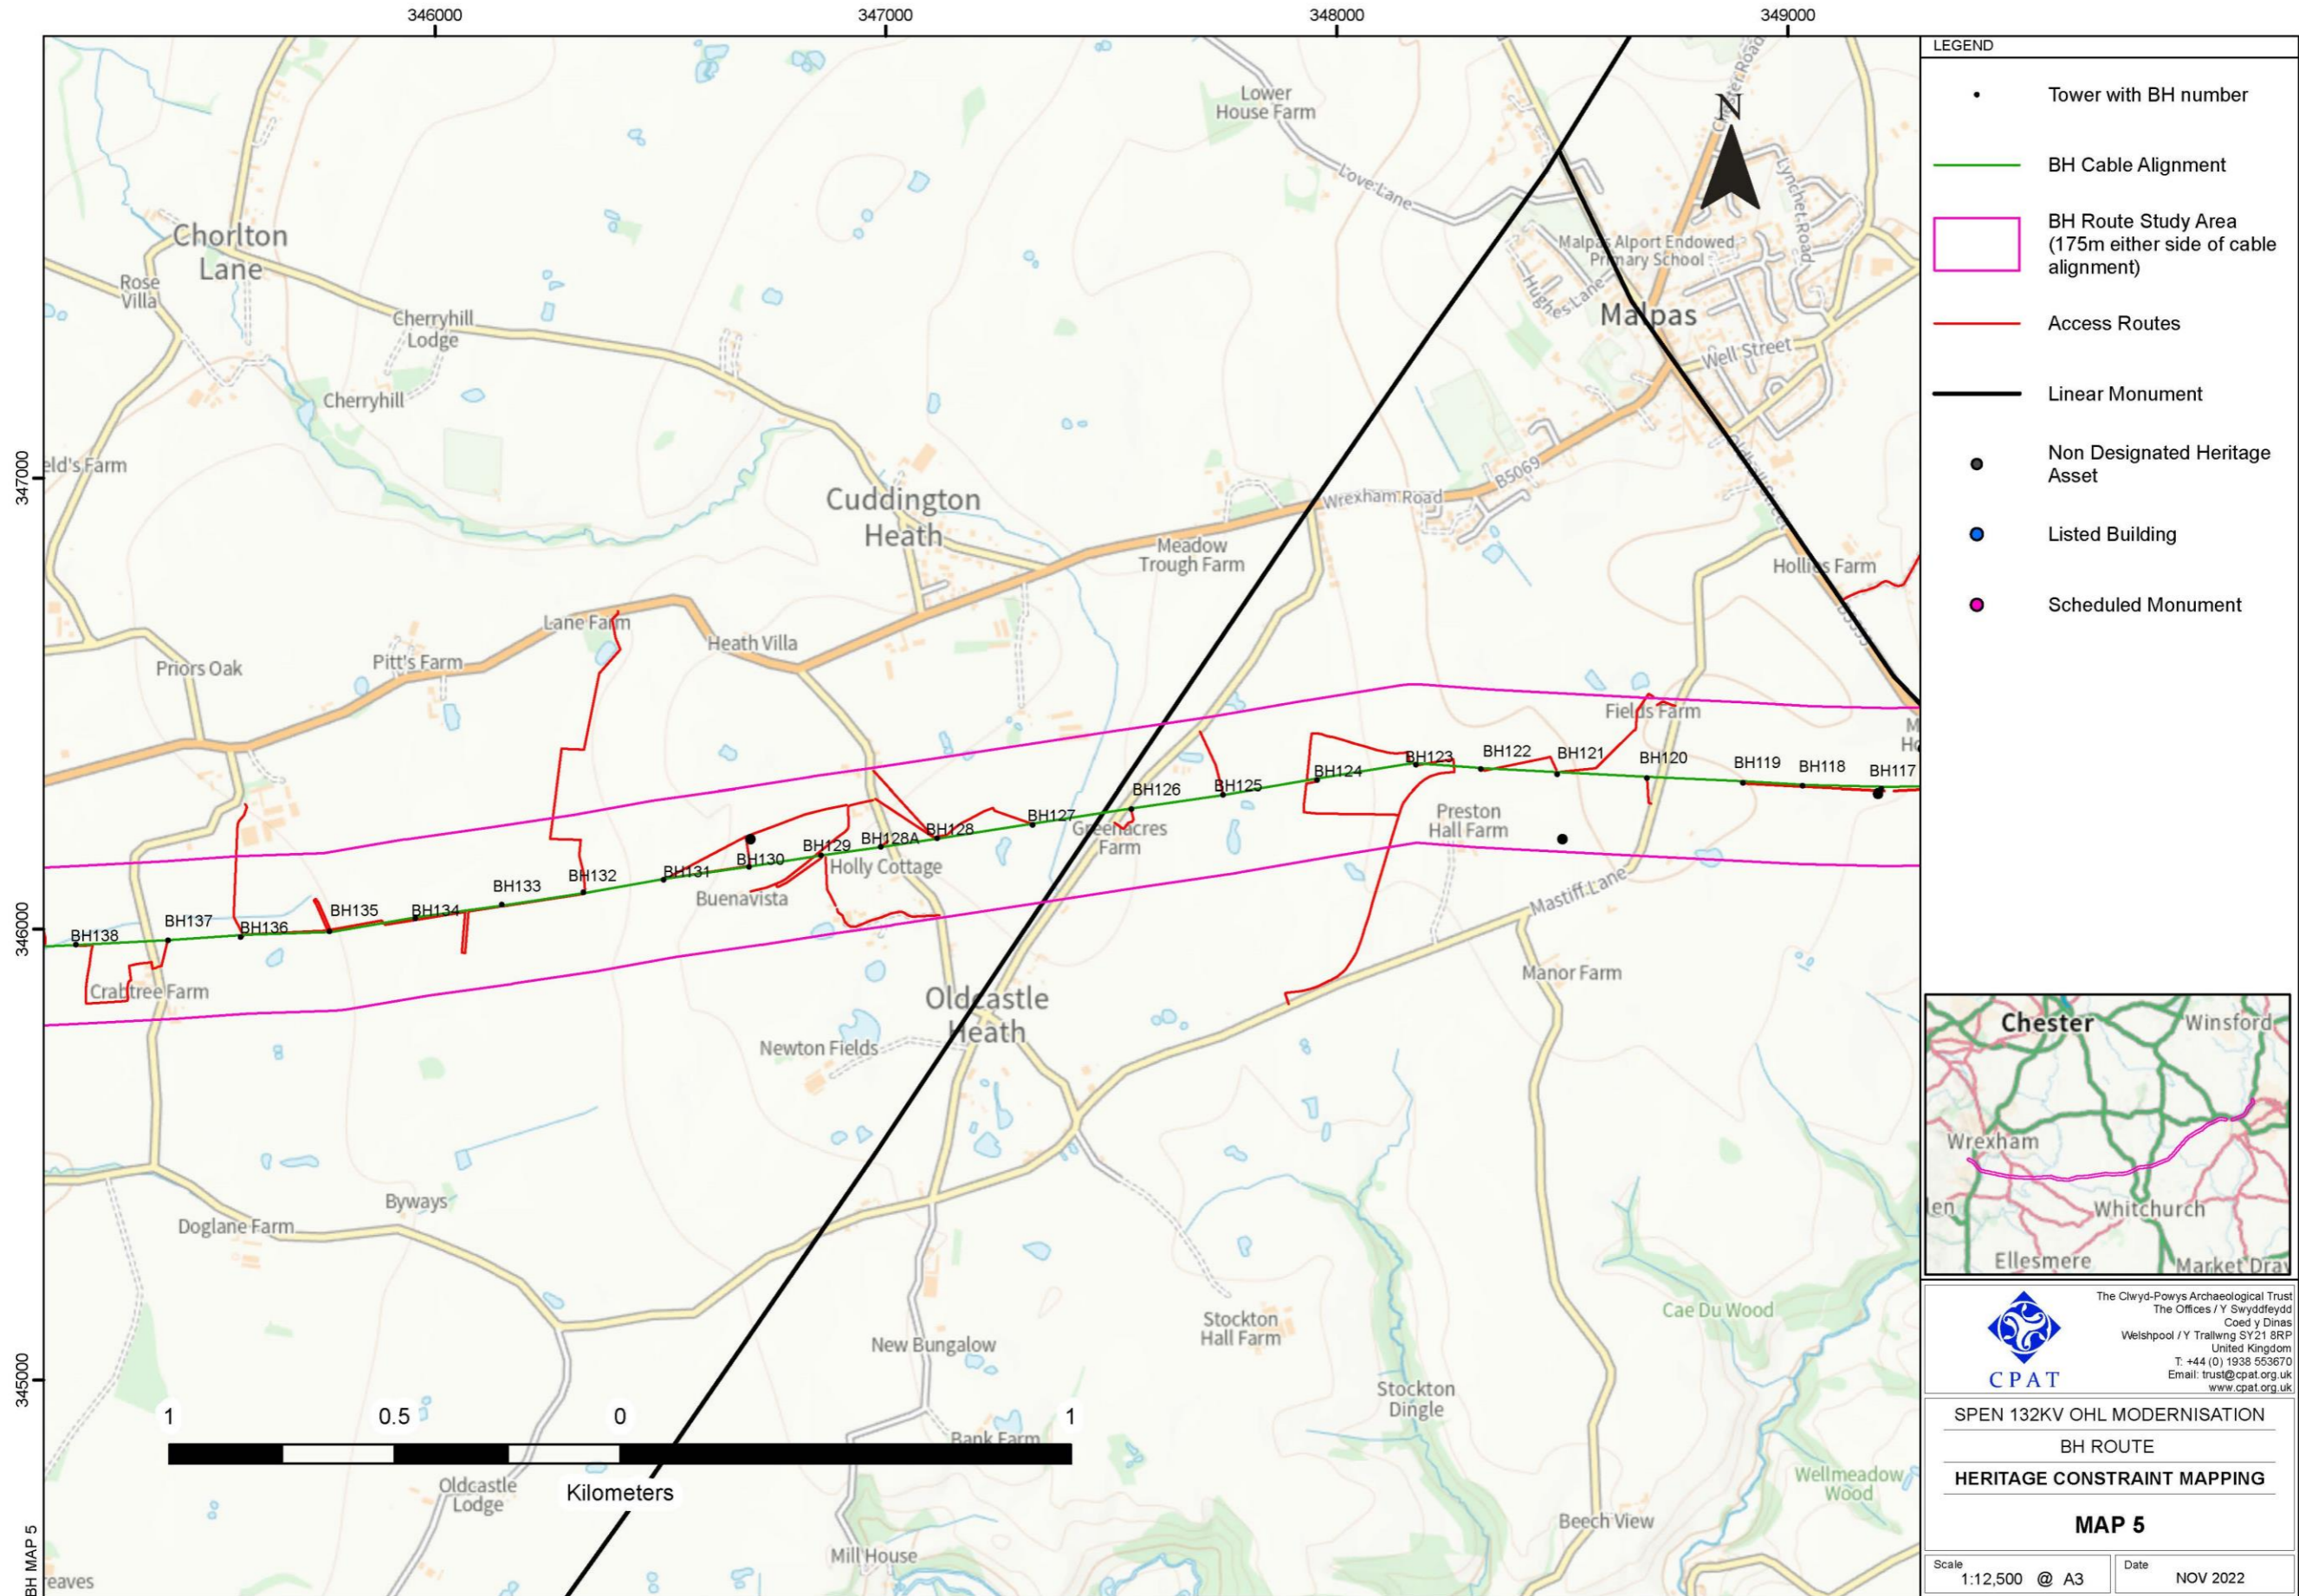 346000
347000
348000
349000
347000
346000
345000
BH MAP 5
Lower
House Farm
Love Lane
Chester Road
N
Lynchet Road
Malpas Alport Endowed
Primary School
Hughes Lane
Malpas
Well Street
Chorlton
Lane
Rose
Villa
Cherryhill
Lodge
Cherryhill
eld's Farm
Cuddington
Heath
Wrexham Road
B5069
Meadow
Trough Farm
Hollies Farm
Lane Farm
Heath Villa
Priors Oak
Pitt's Farm
Fields Farm
M
Ho
BH138
BH137
BH136
BH135
BH134
BH133
BH132
BH131
BH130
BH129
BH128A
BH128
BH127
BH126
BH125
BH124
BH123
BH122
BH121
BH120
BH119
BH118
BH117
Preston
Hall Farm
Greenacres
Farm
Holly Cottage
Buenavista
Mastiff Lane
Crabtree Farm
Manor Farm
Oldcastle
Heath
Newton Fields
Byways
Doglane Farm
Stockton
Hall Farm
Cae Du Wood
New Bungalow
Stockton
Dingle
Bank Farm
1
0.5
0
1
Kilometers
Oldcastle
Lodge
Wellmeadow
Wood
Beech View
Mill House
eaves
LEGEND
Tower with BH number
BH Cable Alignment
BH Route Study Area
(175m either side of cable
alignment)
Access Routes
Linear Monument
Non Designated Heritage
Asset
Listed Building
Scheduled Monument
Chester
Winsford
Wrexham
len
Whitchurch
Ellesmere
Market Dray
CPAT
The Clwyd-Powys Archaeological Trust
The Offices / Y Swyddfeydd
Coed y Dinas
Welshpool / Y Trallwng SY21 8RP
United Kingdom
T: +44 (0) 1938 553670
Email: trust@cpat.org.uk
www.cpat.org.uk
SPEN 132KV OHL MODERNISATION
BH ROUTE
HERITAGE CONSTRAINT MAPPING
MAP 5
Scale
1:12,500 @ A3
Date
NOV 2022